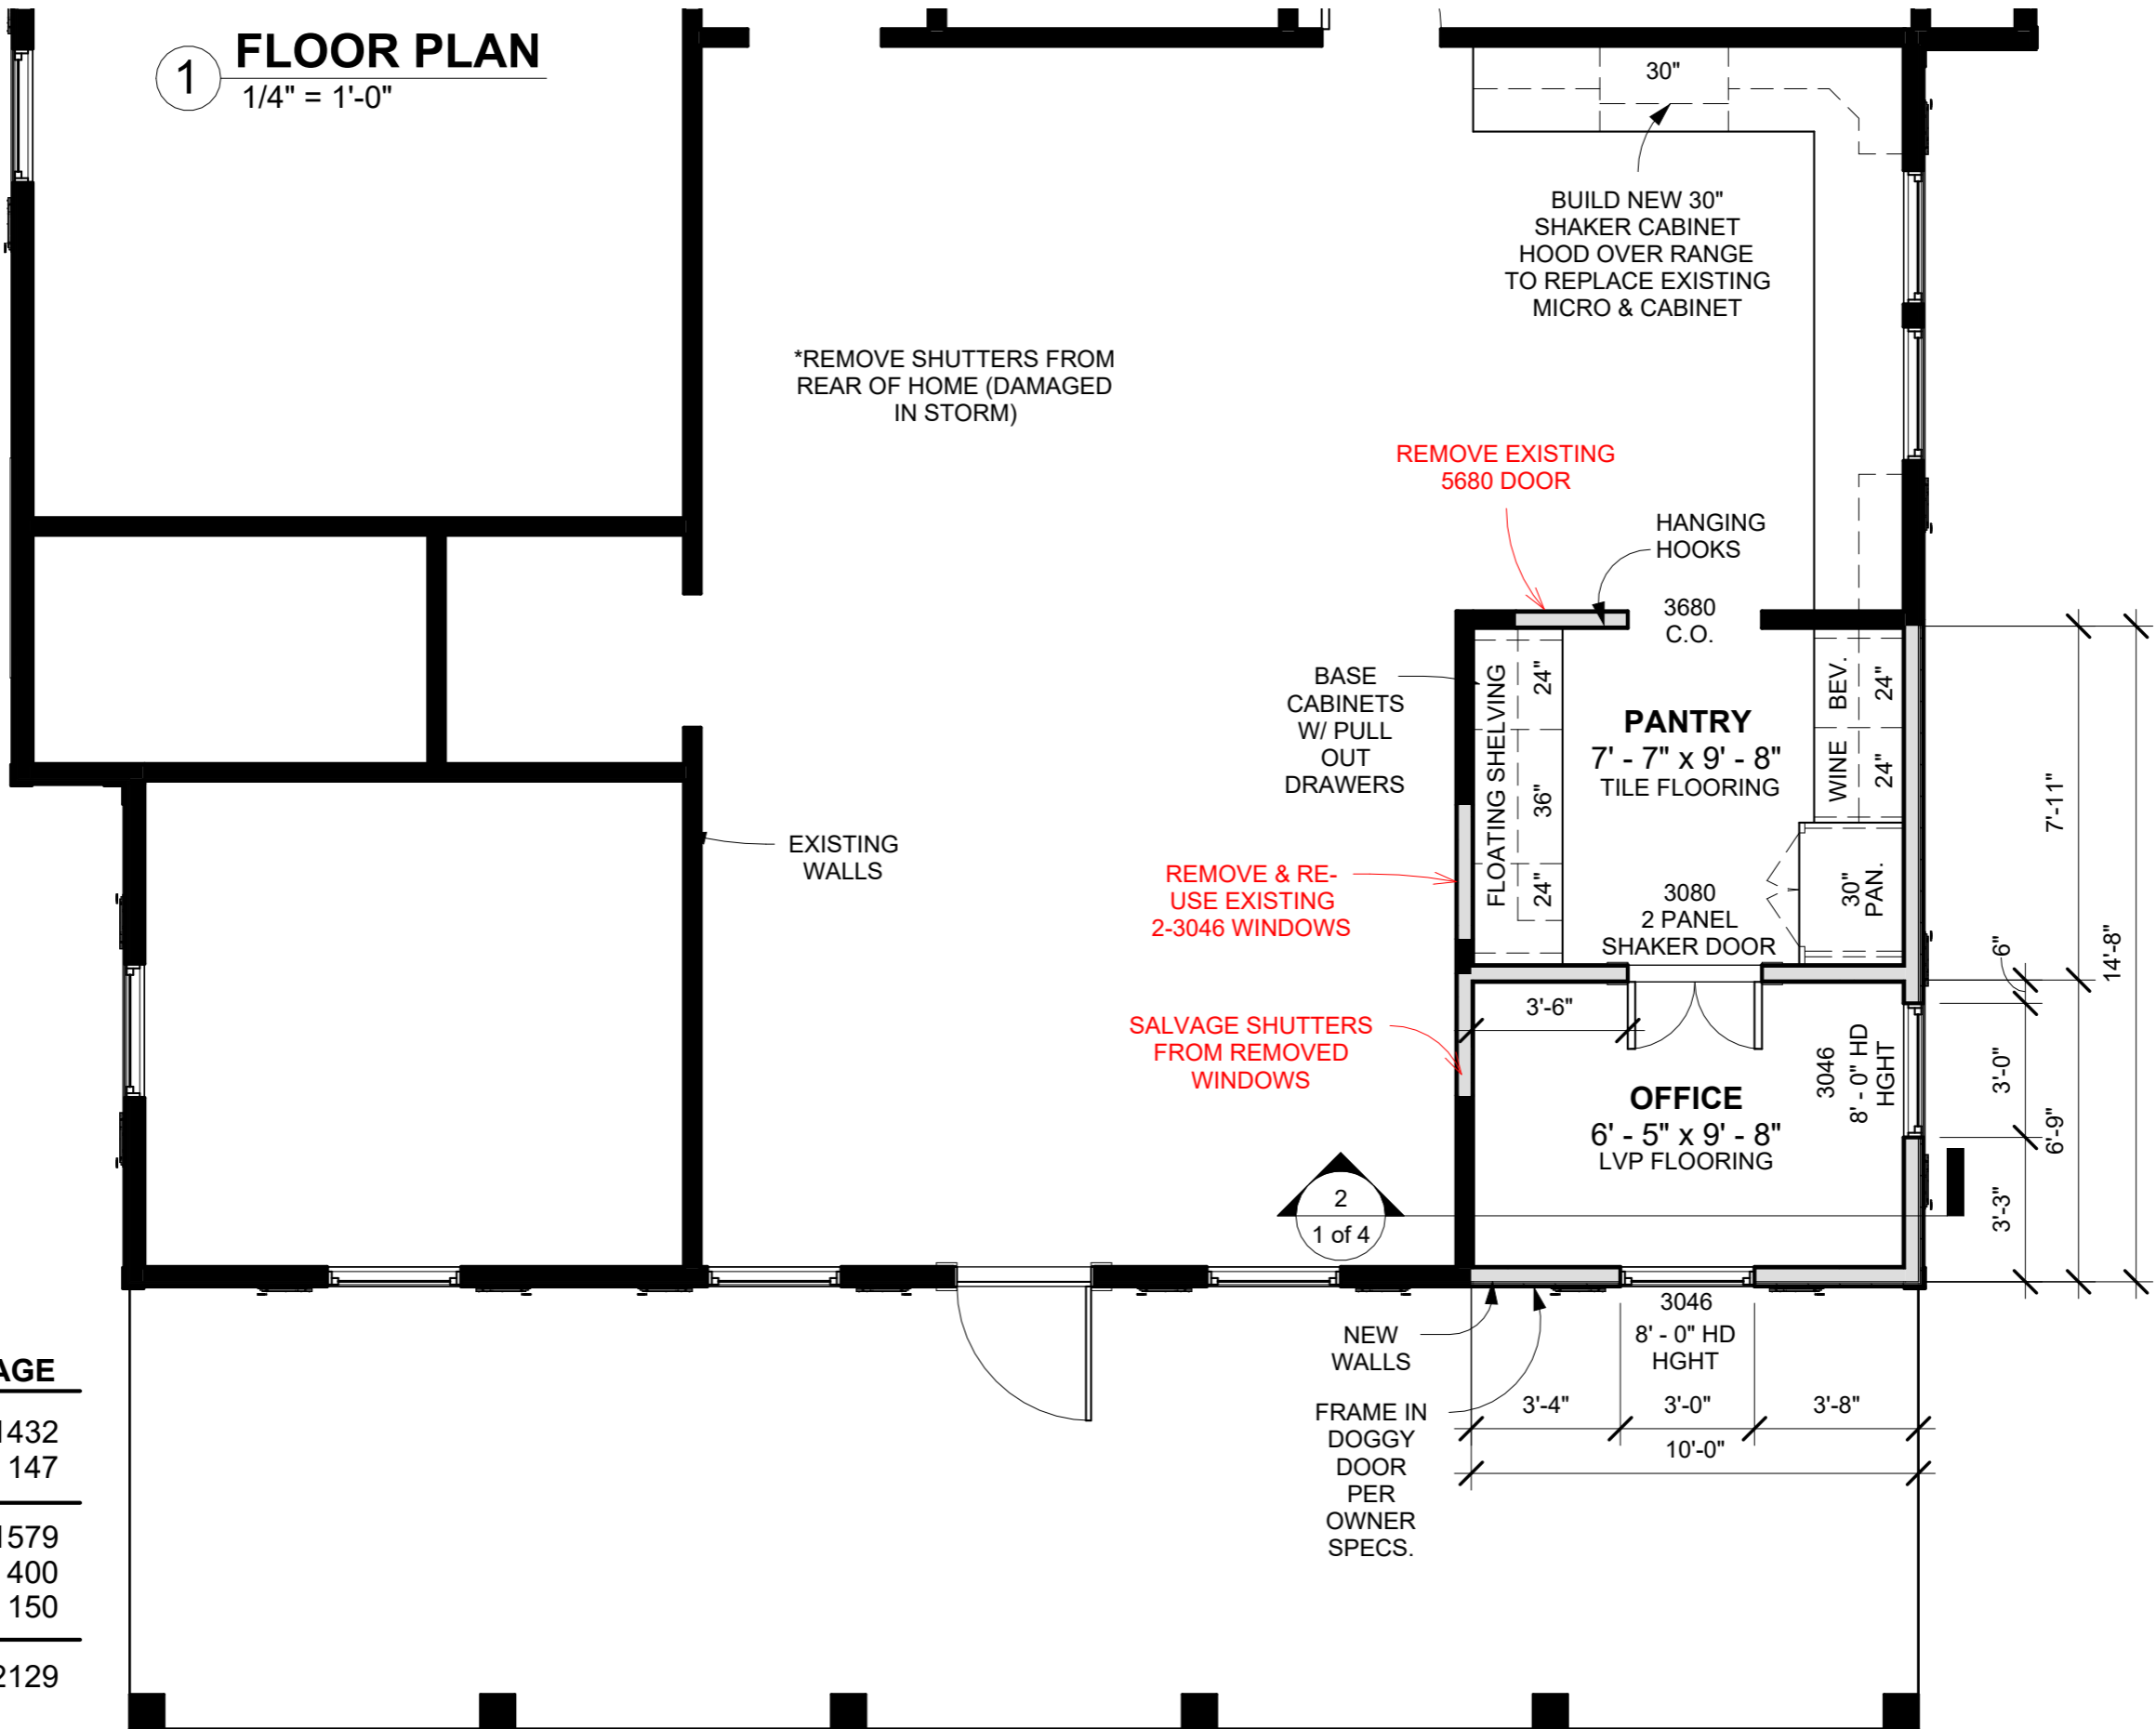 1
FLOOR PLAN
1/4" = 1'-0"
30"
BUILD NEW 30"
SHAKER CABINET
HOOD OVER RANGE
TO REPLACE EXISTING
MICRO & CABINET
*REMOVE SHUTTERS FROM
REAR OF HOME (DAMAGED
IN STORM)
REMOVE EXISTING
5680 DOOR
HANGING
HOOKS
3680
C.O.
BASE
CABINETS
W/ PULL
OUT
DRAWERS
FLOATING SHELVING
24"
36"
24"
PANTRY
7' - 7" x 9' - 8"
TILE FLOORING
BEV.
24"
WINE
24"
30"
PAN.
3080
2 PANEL
SHAKER DOOR
EXISTING
WALLS
REMOVE & RE-
USE EXISTING
2-3046 WINDOWS
SALVAGE SHUTTERS
FROM REMOVED
WINDOWS
3'-6"
OFFICE
6' - 5" x 9' - 8"
LVP FLOORING
3046
8' - 0" HD
HGHT
7'-11"
14'-8"
6"
3'-0"
6'-9"
3'-3"
2
1 of 4
NEW
WALLS
3046
8' - 0" HD
HGHT
FRAME IN
DOGGY
DOOR
PER
OWNER
SPECS.
3'-4"
3'-0"
3'-8"
10'-0"
AGE
1432
147
1579
400
150
2129